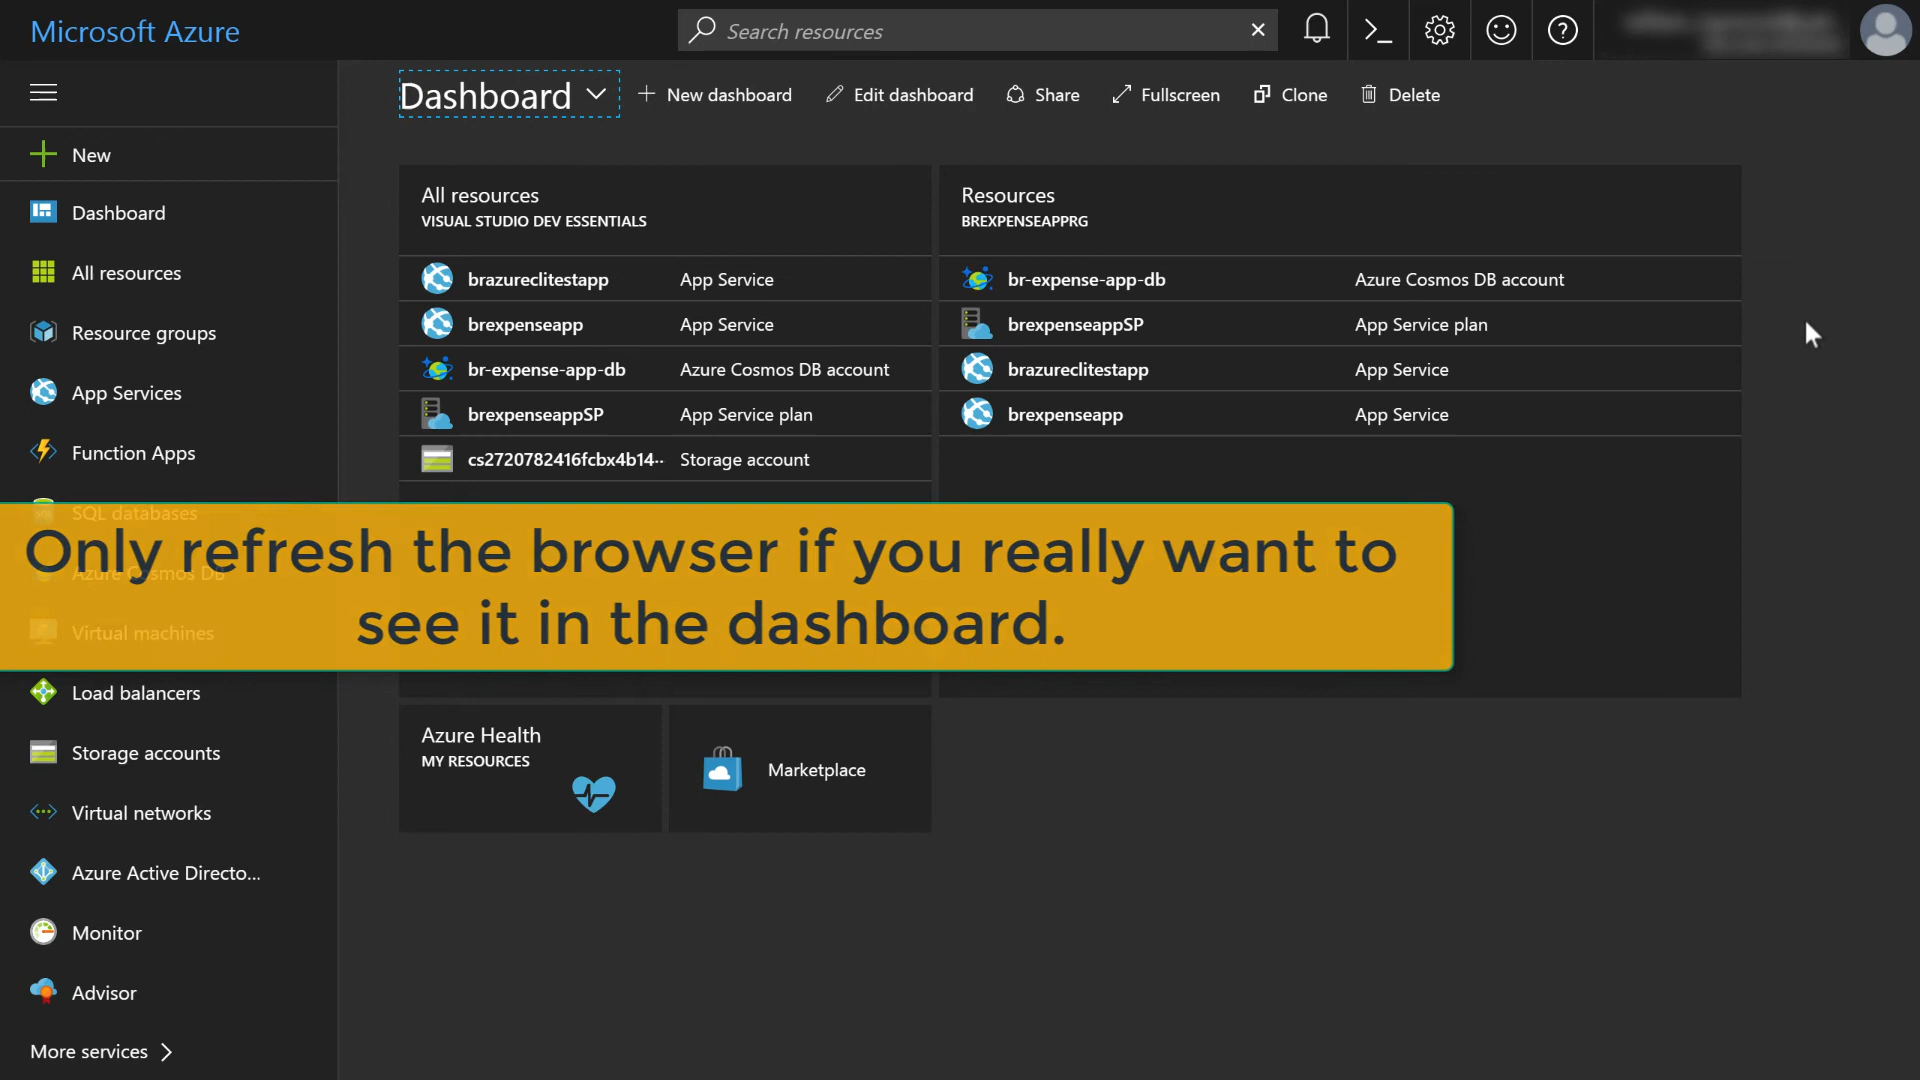 Microsoft Azure
Search resources
Dashboard
New dashboard
Edit dashboard
Share
Fullscreen
Clone
Delete
New
Dashboard
All resources
Resource groups
App Services
Function Apps
SQL databases
Azure Cosmos DB
Virtual machines
Load balancers
Storage accounts
Virtual networks
Azure Active Directo...
Monitor
Advisor
More services
All resources
VISUAL STUDIO DEV ESSENTIALS
brazureclitestapp App Service
brexpenseapp App Service
br-expense-app-db Azure Cosmos DB account
brexpenseappSP App Service plan
cs2720782416fcbx4b14·· Storage account
Resources
BREXPENSEAPPRG
br-expense-app-db Azure Cosmos DB account
brexpenseappSP App Service plan
brazureclitestapp App Service
brexpenseapp App Service
Only refresh the browser if you really want to
see it in the dashboard.
Azure Health
MY RESOURCES
Marketplace